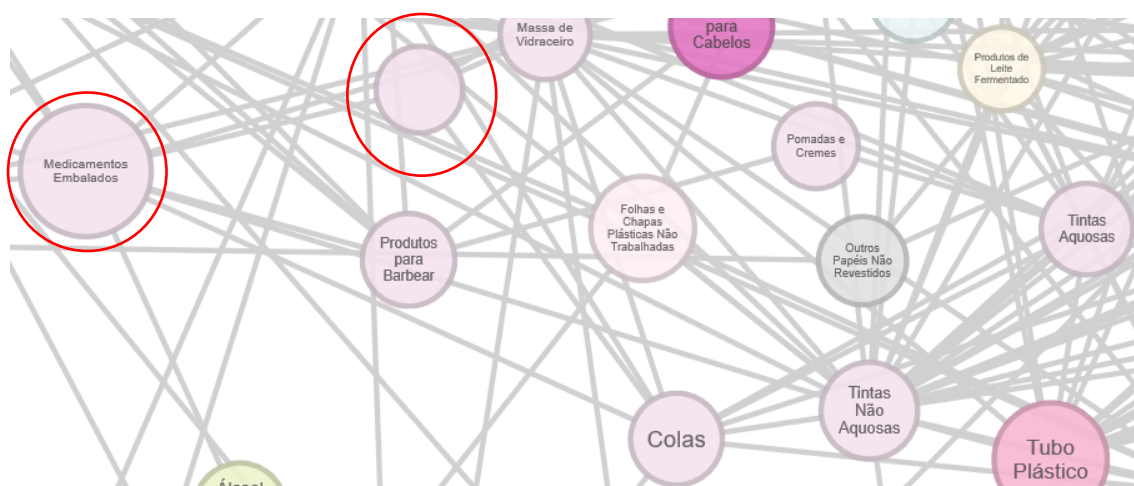 Massa de
Vidraceiro
para
Cabelos
Produtos de
Leite
Fermentado
Medicamentos
Embalados
Pomadas e
Cremes
Folhas e
Chapas
Plásticas Não
Trabalhadas
Tintas
Aquosas
Produtos
para
Barbear
Outros
Papéis Não
Revestidos
Tintas
Não
Aquosas
Colas
Tubo
Plástico
Álcool